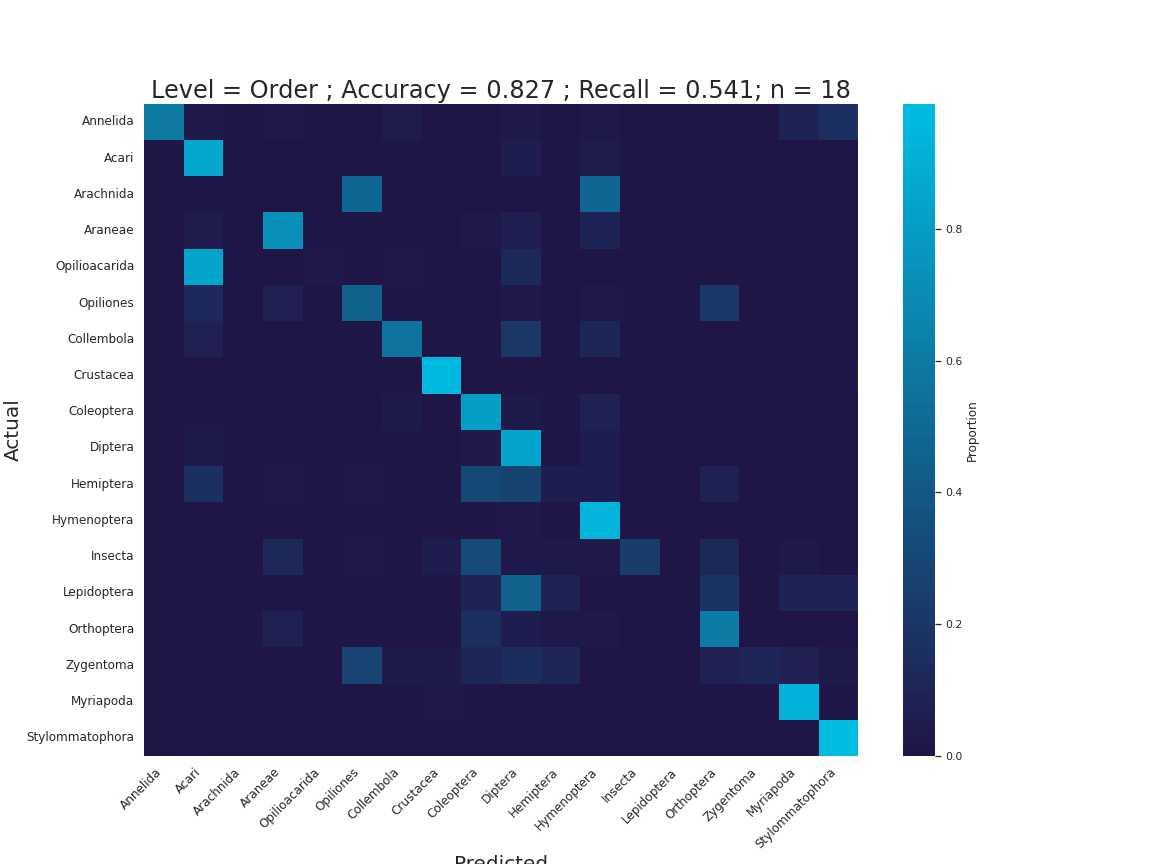 Level = Order ; Accuracy = 0.827 ; Recall = 0.541; n = 18
Annelida
Acari
Arachnida
Araneae
Opilioacarida
Opiliones
Collembola
Crustacea
Coleoptera
Diptera
Hemiptera
Hymenoptera
Insecta
Lepidoptera
Orthoptera
Zygentoma
Myriapoda
Stylommatophora
Actual
Annelida
Acari
Arachnida
Araneae
Opilioacarida
Opiliones
Collembola
Crustacea
Coleoptera
Diptera
Hemiptera
Hymenoptera
Insecta
Lepidoptera
Orthoptera
Zygentoma
Myriapoda
Stylommatophora
Predicted
0.8
0.6
0.4
0.2
0.0
Proportion